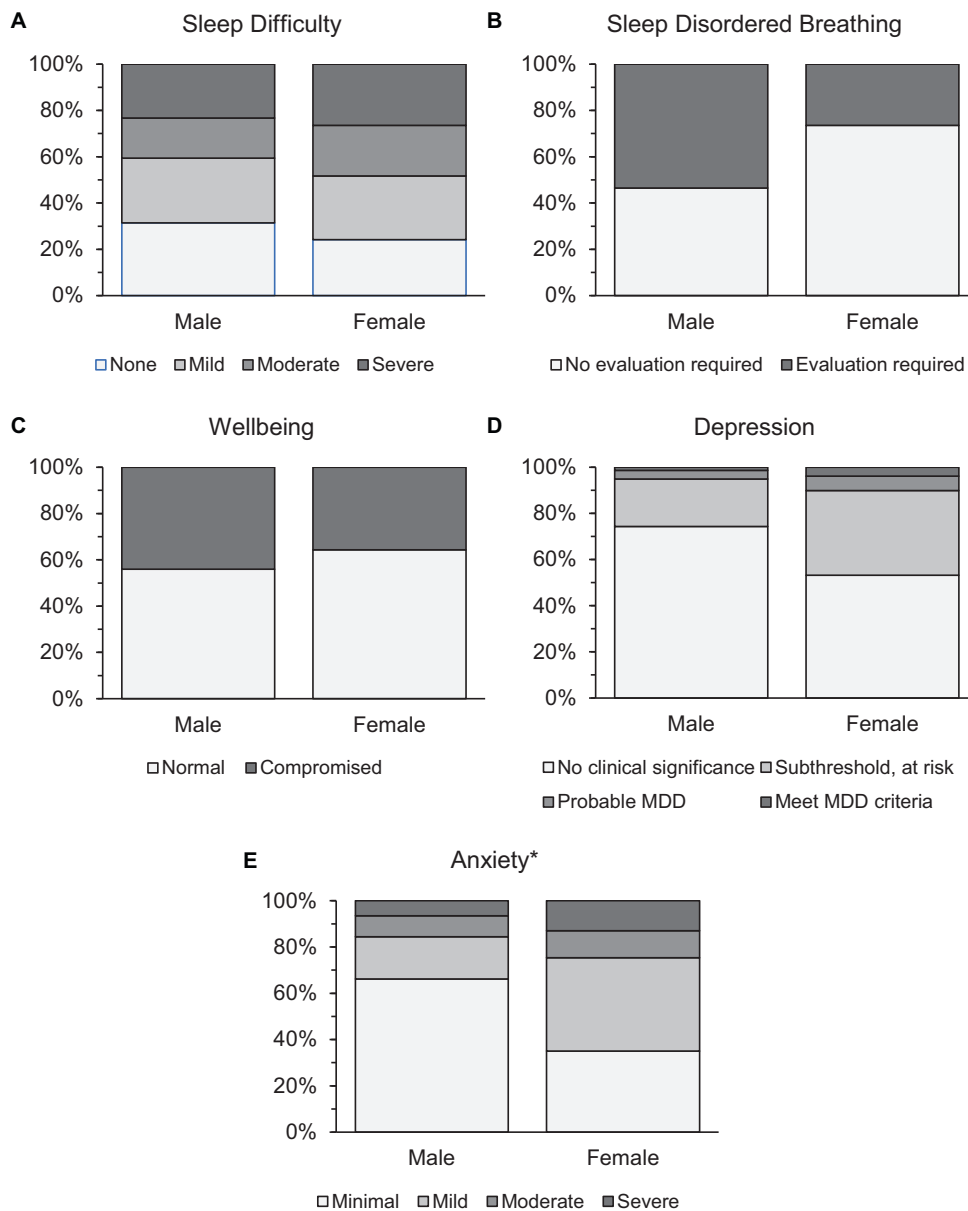 A Sleep Difficulty
100%
80%
60%
40%
20%
0%
Male Female
None Mild Moderate Severe
B Sleep Disordered Breathing
100%
80%
60%
40%
20%
0%
Male Female
No evaluation required Evaluation required
C Wellbeing
100%
80%
60%
40%
20%
0%
Male Female
Normal Compromised
D Depression
100%
80%
60%
40%
20%
0%
Male Female
No clinical significance Subthreshold, at risk
Probable MDD Meet MDD criteria
E Anxiety*
100%
80%
60%
40%
20%
0%
Male Female
Minimal Mild Moderate Severe